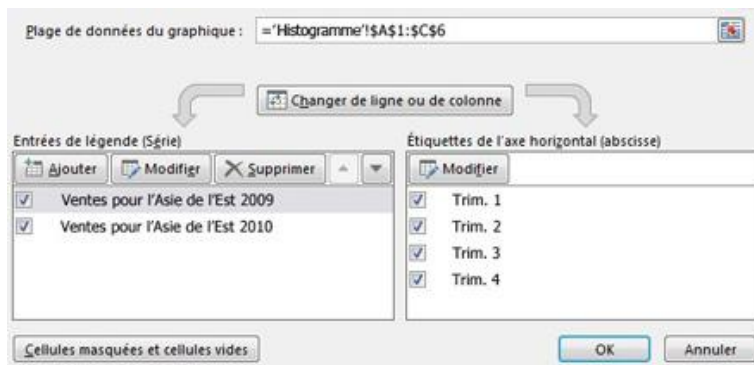 Plage de données du graphique : ='Histogramme'!$A$1:$C$6
Changer de ligne ou de colonne
Entrées de légende (Série)
Ajouter Modifier Supprimer
Ventes pour l'Asie de l'Est 2009
Ventes pour l'Asie de l'Est 2010
Étiquettes de l'axe horizontal (abscisse)
Modifier
Trim. 1
Trim. 2
Trim. 3
Trim. 4
Cellules masquées et cellules vides
OK Annuler